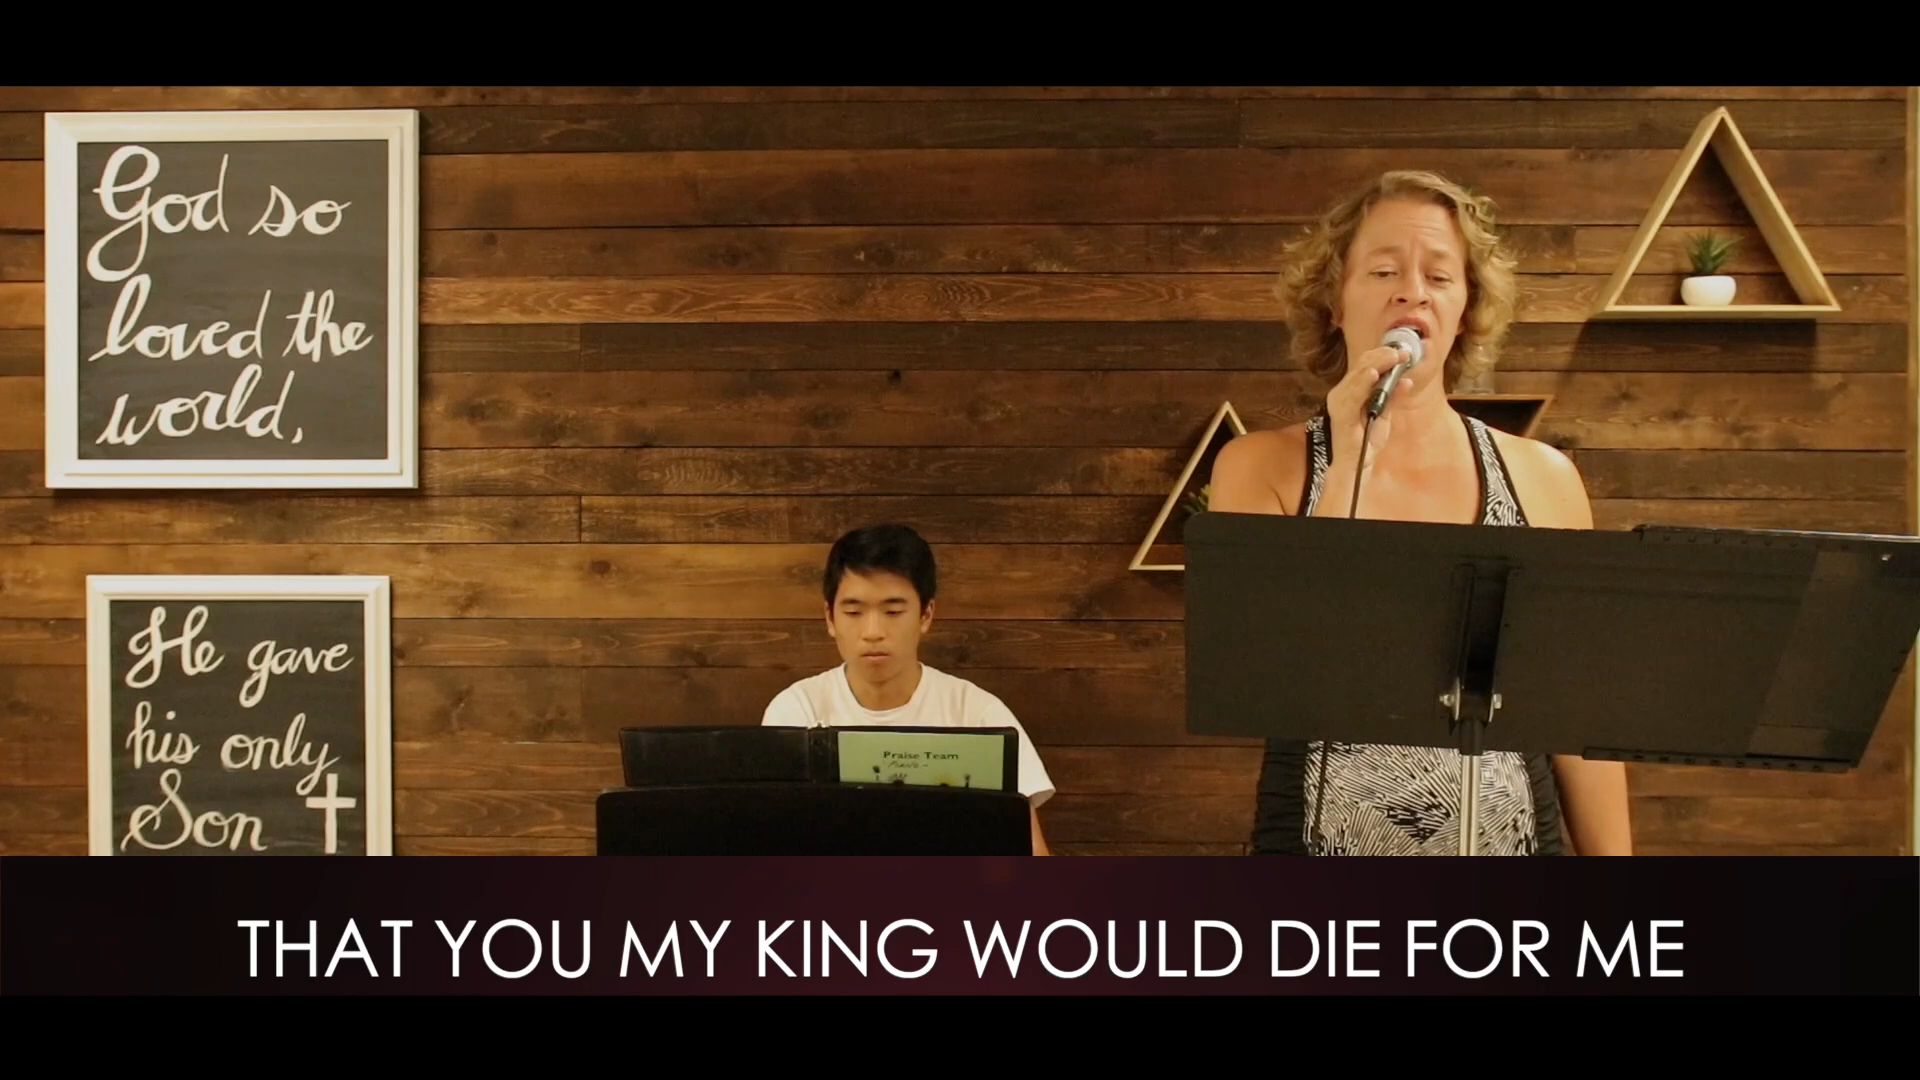 God so
loved the
world,
He gave
his only
Son
Praise Team
THAT YOU MY KING WOULD DIE FOR ME